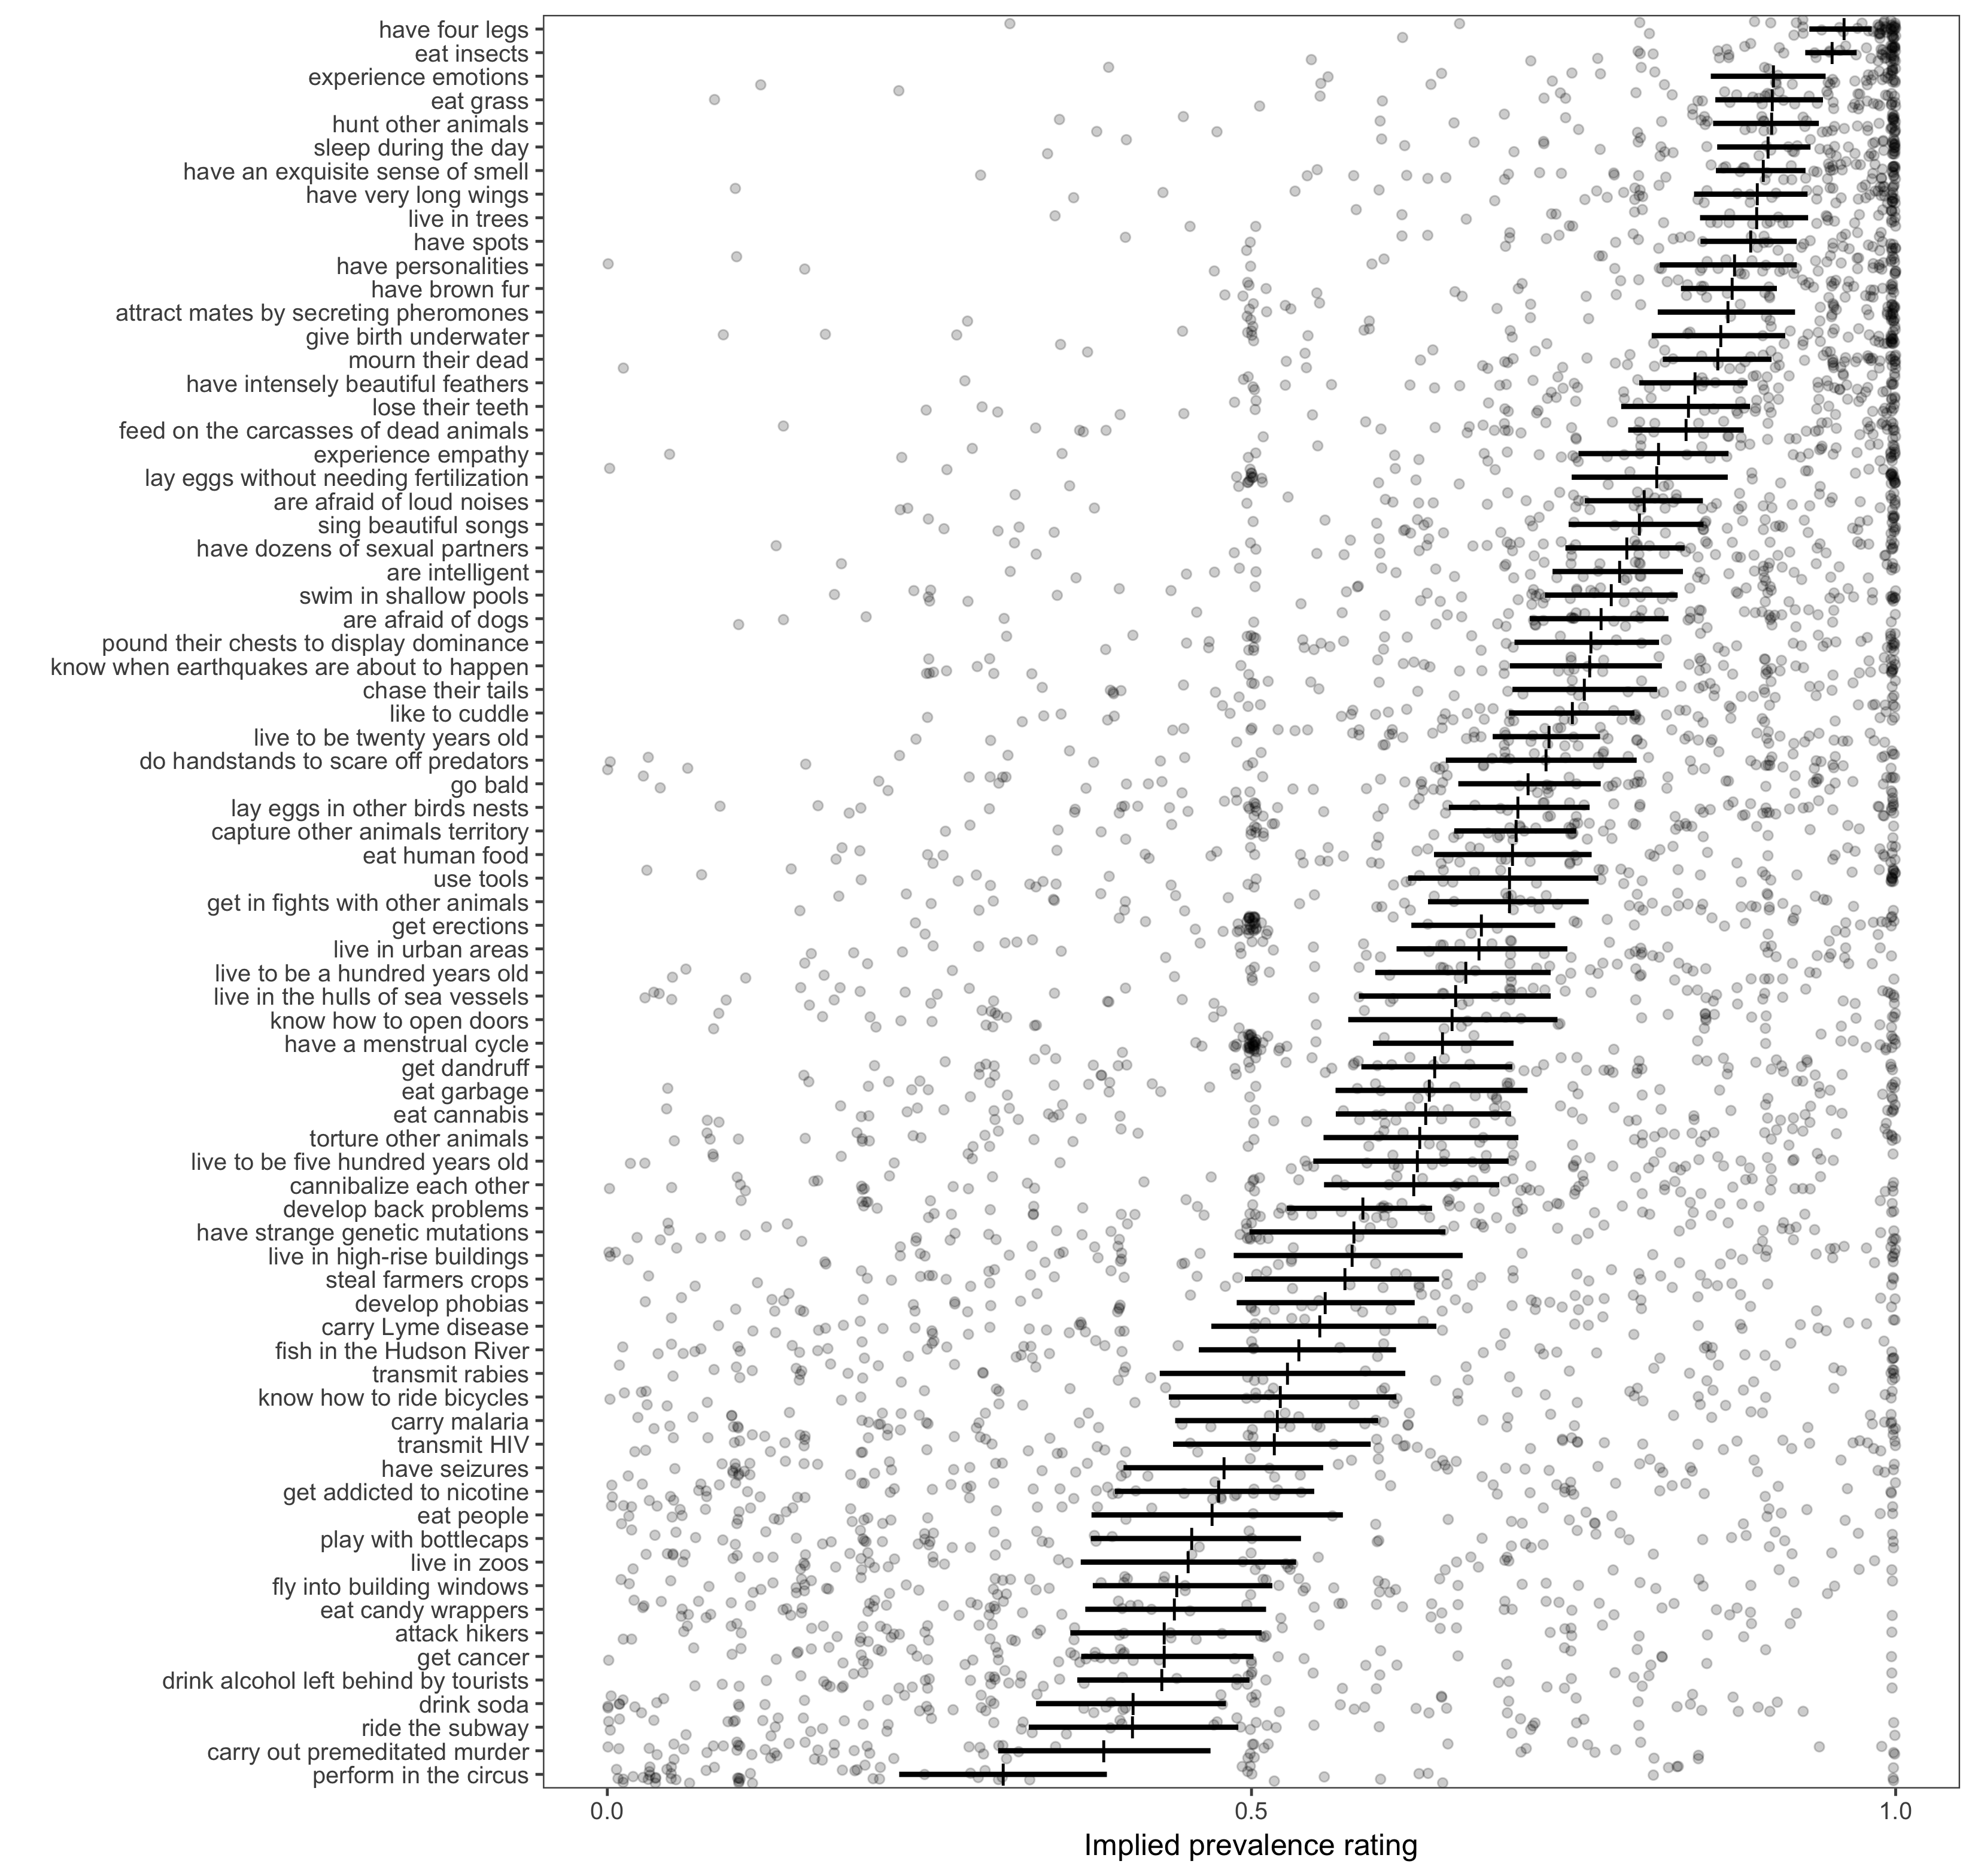 have four legs
eat insects
experience emotions
eat grass
hunt other animals
sleep during the day
have an exquisite sense of smell
have very long wings
live in trees
have spots
have personalities
have brown fur
attract mates by secreting pheromones
give birth underwater
mourn their dead
have intensely beautiful feathers
lose their teeth
feed on the carcasses of dead animals
experience empathy
lay eggs without needing fertilization
are afraid of loud noises
sing beautiful songs
have dozens of sexual partners
are intelligent
swim in shallow pools
are afraid of dogs
pound their chests to display dominance
know when earthquakes are about to happen
chase their tails
like to cuddle
live to be twenty years old
do handstands to scare off predators
go bald
lay eggs in other birds nests
capture other animals territory
eat human food
use tools
get in fights with other animals
get erections
live in urban areas
live to be a hundred years old
live in the hulls of sea vessels
know how to open doors
have a menstrual cycle
get dandruff
eat garbage
eat cannabis
torture other animals
live to be five hundred years old
cannibalize each other
develop back problems
have strange genetic mutations
live in high-rise buildings
steal farmers crops
develop phobias
carry Lyme disease
fish in the Hudson River
transmit rabies
know how to ride bicycles
carry malaria
transmit HIV
have seizures
get addicted to nicotine
eat people
play with bottlecaps
live in zoos
fly into building windows
eat candy wrappers
attack hikers
get cancer
drink alcohol left behind by tourists
drink soda
ride the subway
carry out premeditated murder
perform in the circus
0.0 0.5 1.0
Implied prevalence rating